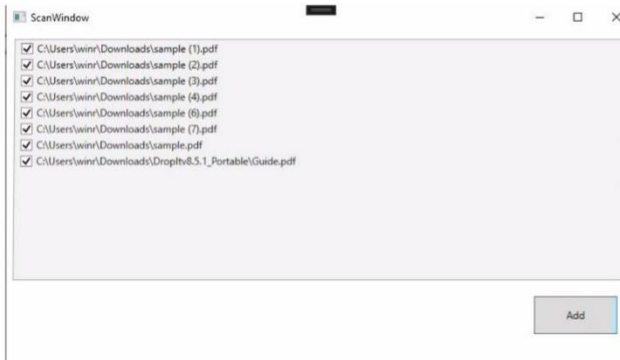 ScanWindow
C:\Users\winr\Downloads\sample (1).pdf
C:\Users\winr\Downloads\sample (2).pdf
C:\Users\winr\Downloads\sample (3).pdf
C:\Users\winr\Downloads\sample (4).pdf
C:\Users\winr\Downloads\sample (6).pdf
C:\Users\winr\Downloads\sample (7).pdf
C:\Users\winr\Downloads\sample.pdf
C:\Users\winr\Downloads\DropItv8.5.1_Portable\Guide.pdf
Add